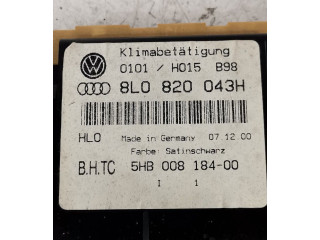 Klimabetätigung
0101 / H015 B98
8L0 820 043H
HLO Made in Germany 07.12.00
Farbe: Satinschwarz
B.H.TC 5HB 008 184-00
I 1